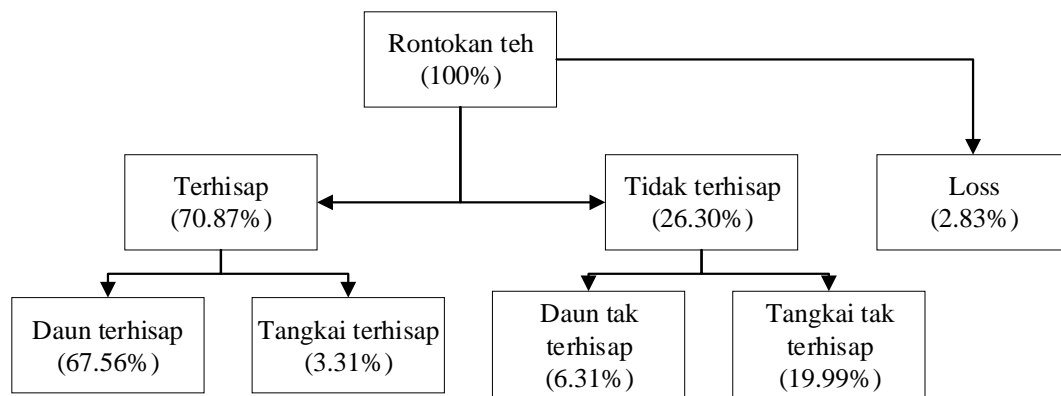 Rontokan teh
(100%)
Terhisap
(70.87%)
Tidak terhisap
(26.30%)
Loss
(2.83%)
Daun terhisap
(67.56%)
Tangkai terhisap
(3.31%)
Daun tak
terhisap
(6.31%)
Tangkai tak
terhisap
(19.99%)